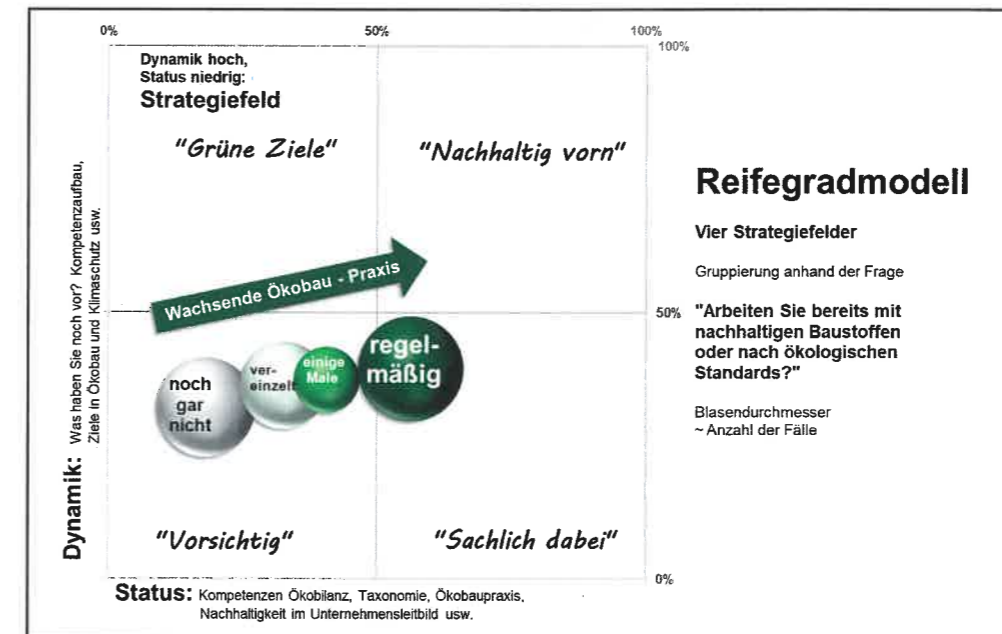 0%
50%
100%
100%
Dynamik hoch,
Status niedrig:
Strategiefeld
"Grüne Ziele"
"Nachhaltig vorn"
Dynamik: Was haben Sie noch vor? Kompetenzaufbau,
Ziele in Ökobau und Klimaschutz usw.
Wachsende Ökobau - Praxis
50%
noch
gar
nicht
ver-
einzelt
einige
Male
regel-
mäßig
"Vorsichtig"
"Sachlich dabei"
0%
Status: Kompetenzen Ökobilanz, Taxonomie, Ökobaupraxis,
Nachhaltigkeit im Unternehmensleitbild usw.
Reifegradmodell
Vier Strategiefelder
Gruppierung anhand der Frage
"Arbeiten Sie bereits mit
nachhaltigen Baustoffen
oder nach ökologischen
Standards?"
Blasendurchmesser
~ Anzahl der Fälle